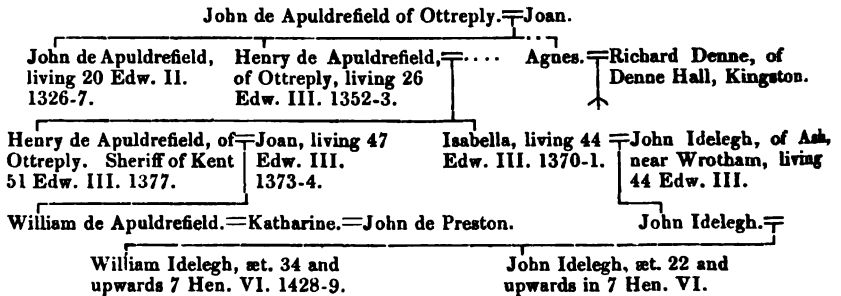 John de Apuldrefield of Ottreply.=Joan.
John de Apuldrefield, living 20 Edw. II. 1326-7.
Henry de Apuldrefield,=....
of Ottreply, living 26
Edw. III. 1352-3.
Agnes.=Richard Denne, of
Denne Hall, Kingston.
Henry de Apuldrefield, of=Joan, living 47
Ottreply. Sheriff of Kent Edw. III.
51 Edw. III. 1377. 1373-4.
Isabella, living 44=John Idelegh, of Ash,
Edw. III. 1370-1. near Wrotham, living
44 Edw. III.
William de Apuldrefield.=Katharine.=John de Preston.
John Idelegh.=
William Idelegh, æt. 34 and
upwards 7 Hen. VI. 1428-9.
John Idelegh, æt. 22 and
upwards in 7 Hen. VI.